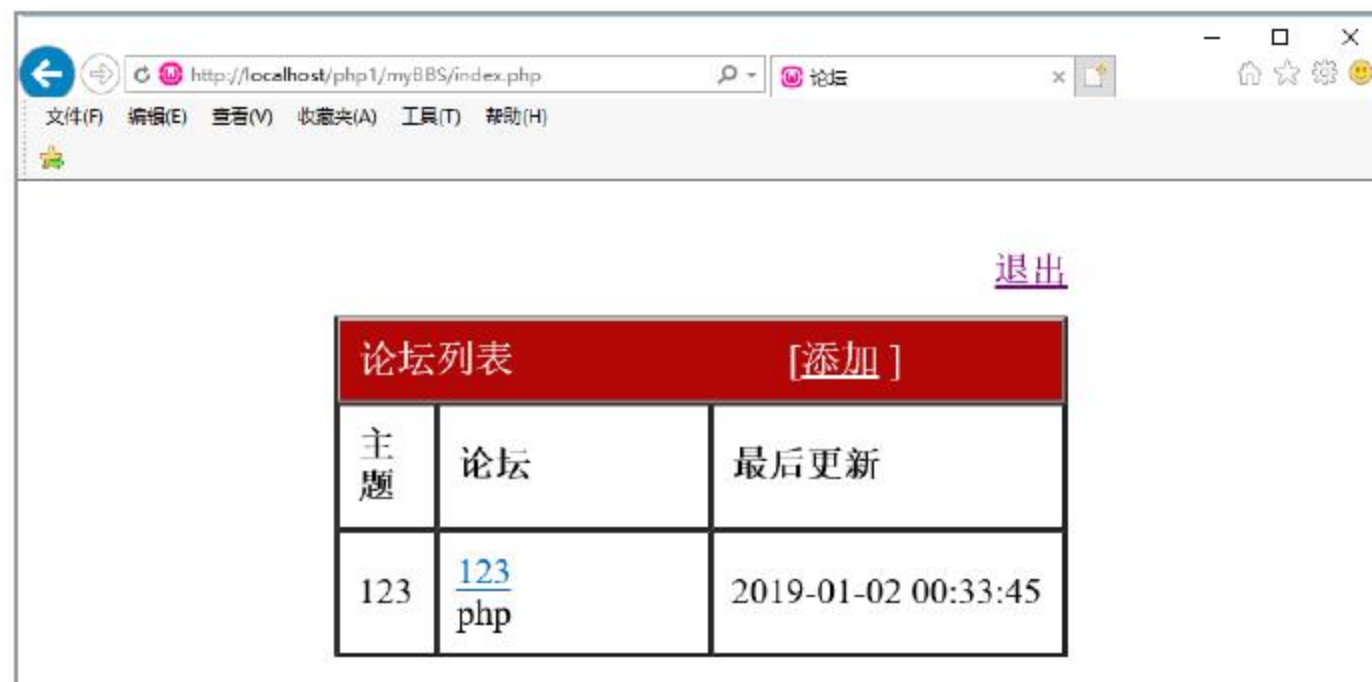 http://localhost/php1/myBBS/index.php
论坛
文件(F) 编辑(E) 查看(V) 收藏夹(A) 工具(T) 帮助(H)
退出
论坛列表 [添加 ]
主
题
论坛
最后更新
123
123
php
2019-01-02 00:33:45